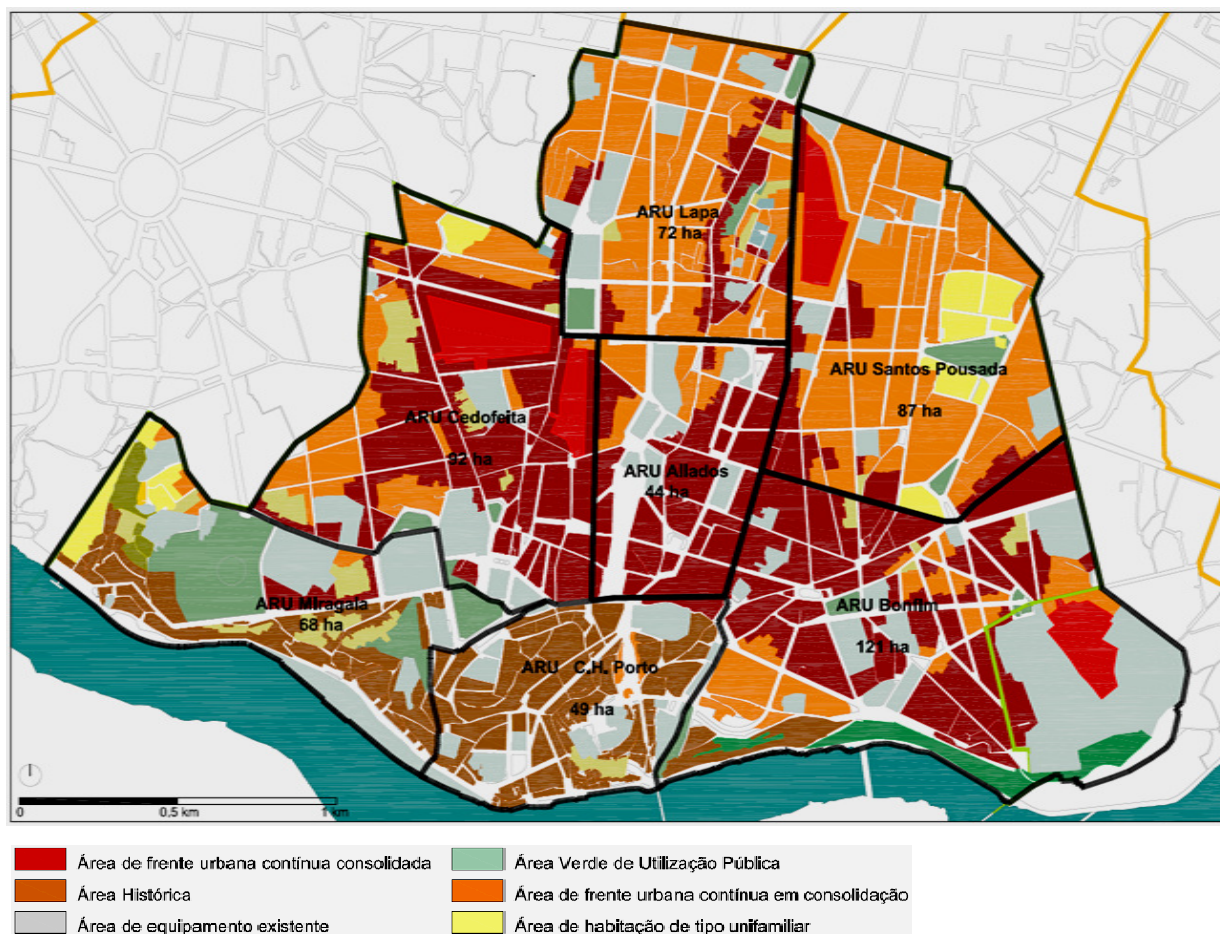 ARU Lapa
72 ha
ARU Santos Pousada
87 ha
ARU Cedofeita
92 ha
ARU Aliados
44 ha
ARU Miragaia
68 ha
ARU Bonfim
121 ha
ARU C.H. Porto
49 ha
0 0,5 km 1 km
Área de frente urbana contínua consolidada
Área Histórica
Área de equipamento existente
Área Verde de Utilização Pública
Área de frente urbana contínua em consolidação
Área de habitação de tipo unifamiliar